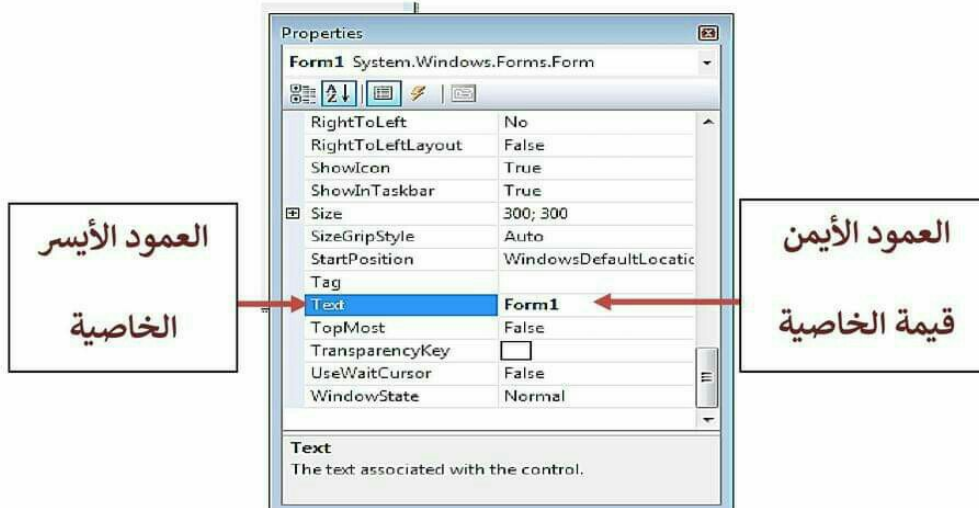 Properties
Form1 System.Windows.Forms.Form
RightToLeft No
RightToLeftLayout False
ShowIcon True
ShowInTaskbar True
Size 300; 300
SizeGripStyle Auto
StartPosition WindowsDefaultLocatio
Tag
Text Form1
TopMost False
TransparencyKey
UseWaitCursor False
WindowState Normal
Text
The text associated with the control.
العمود الأيسر
الخاصية
العمود الأيمن
قيمة الخاصية